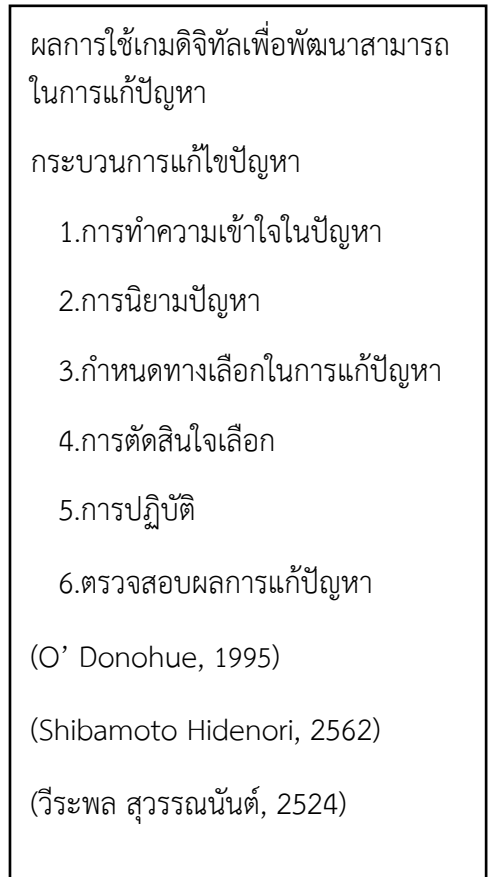 ผลการใช้เกมดิจิทัลเพื่อพัฒนาสามารถ
ในการแก้ปัญหา
กระบวนการแก้ไขปัญหา
1.การทำความเข้าใจในปัญหา
2.การนิยามปัญหา
3.กำหนดทางเลือกในการแก้ปัญหา
4.การตัดสินใจเลือก
5.การปฏิบัติ
6.ตรวจสอบผลการแก้ปัญหา
(O’ Donohue, 1995)
(Shibamoto Hidenori, 2562)
(วีระพล สุวรรณนันต์, 2524)